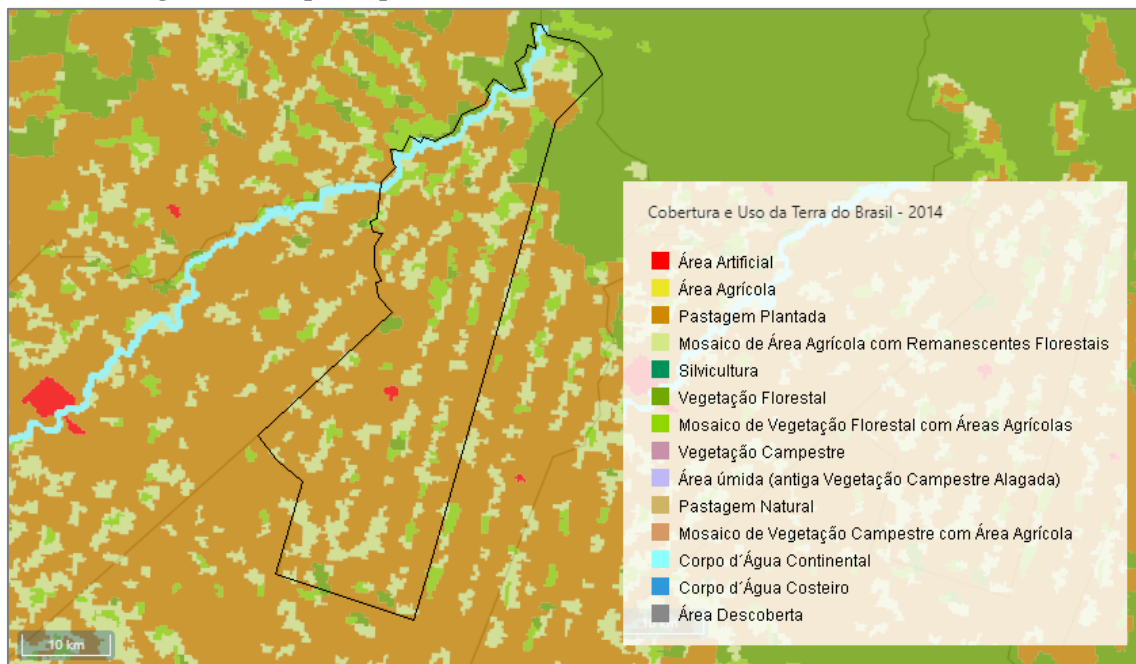 Cobertura e Uso da Terra do Brasil - 2014
Área Artificial
Área Agrícola
Pastagem Plantada
Mosaico de Área Agrícola com Remanescentes Florestais
Silvicultura
Vegetação Florestal
Mosaico de Vegetação Florestal com Áreas Agrícolas
Vegetação Campestre
Área úmida (antiga Vegetação Campestre Alagada)
Pastagem Natural
Mosaico de Vegetação Campestre com Área Agrícola
Corpo d´Água Continental
Corpo d´Água Costeiro
Área Descoberta
10 km